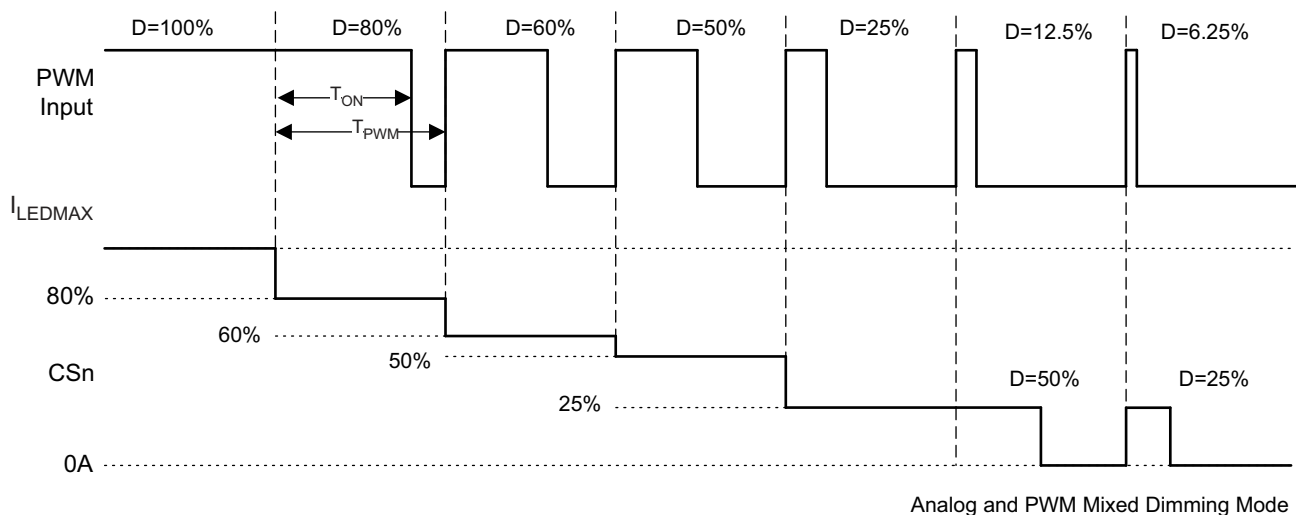 D=100% D=80% D=60% D=50% D=25% D=12.5% D=6.25%
PWM
Input
TON
TPWM
ILEDMAX
80%
60%
50%
CSn
D=50% D=25%
25%
0A
Analog and PWM Mixed Dimming Mode